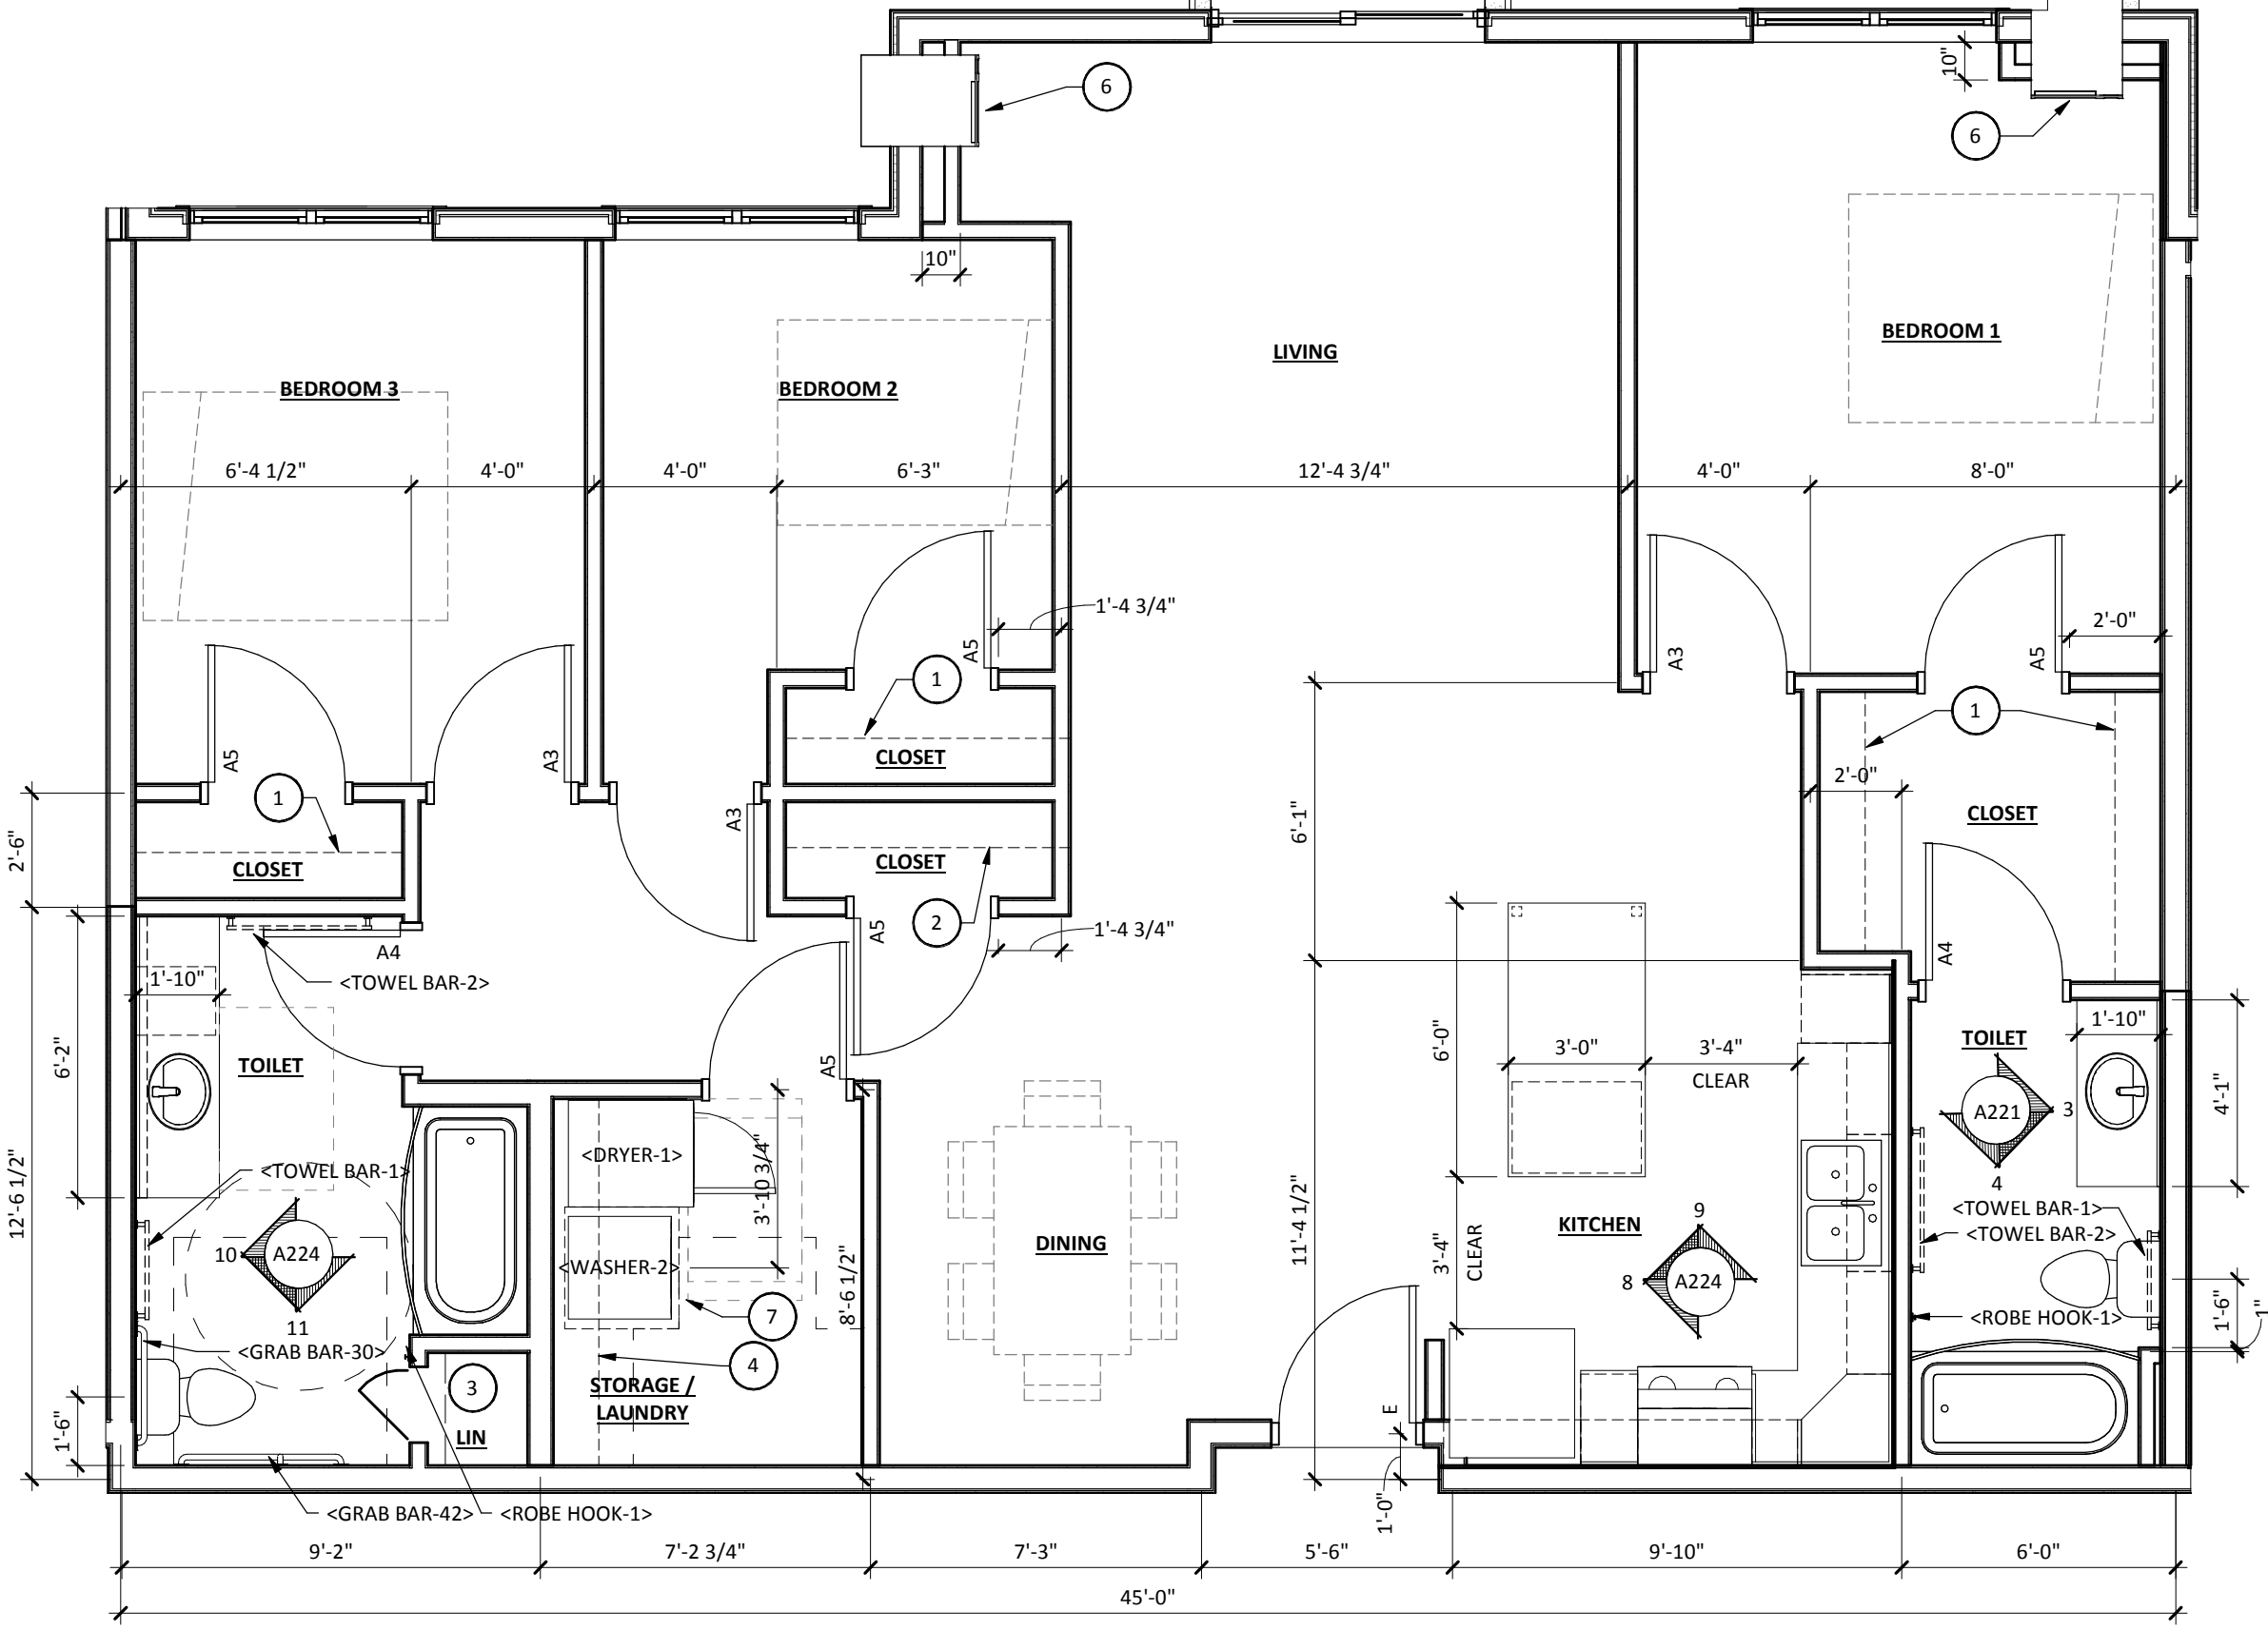 6
10"
6
10"
BEDROOM 1
LIVING
BEDROOM 3
BEDROOM 2
6'-4 1/2"
4'-0"
4'-0"
6'-3"
12'-4 3/4"
4'-0"
8'-0"
1'-4 3/4"
2'-0"
A5
A3
A5
1
1
A5
A3
CLOSET
1
2'-0"
A3
6'-1"
CLOSET
2'-6"
CLOSET
CLOSET
A5
2
1'-4 3/4"
A4
A4
<TOWEL BAR-2>
1'-10"
6'-0"
3'-0"
3'-4"
CLEAR
TOILET
1'-10"
6'-2"
TOILET
A5
A221
3
4
4'-1"
<DRYER-1>
3'-10 3/4"
<TOWEL BAR-1>
12'-6 1/2"
10
A224
11
<WASHER-2>
8'-6 1/2"
DINING
11'-4 1/2"
3'-4"
CLEAR
KITCHEN
9
8
A224
<TOWEL BAR-1>
<TOWEL BAR-2>
<ROBE HOOK-1>
1'-6"
1"
7
<GRAB BAR-30>
4
3
STORAGE /
LAUNDRY
LIN
1'-6"
E
1'-0"
<GRAB BAR-42>
<ROBE HOOK-1>
9'-2"
7'-2 3/4"
7'-3"
5'-6"
9'-10"
6'-0"
45'-0"